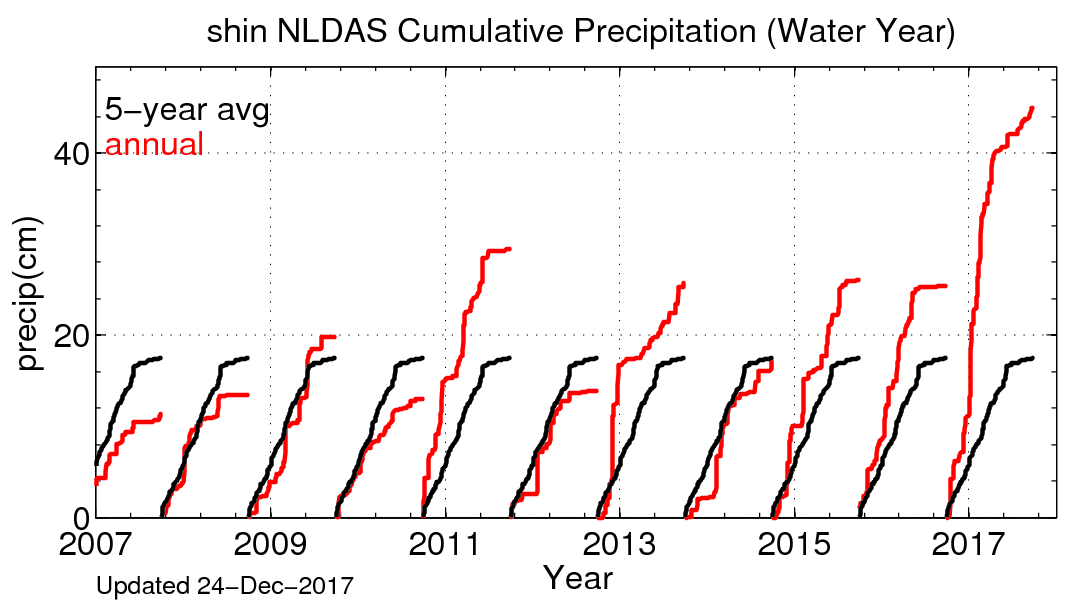 shin NLDAS Cumulative Precipitation (Water Year)
5−year avg
annual
precip(cm)
40
20
0
2007 2009 2011 2013 2015 2017
Year
Updated 24−Dec−2017